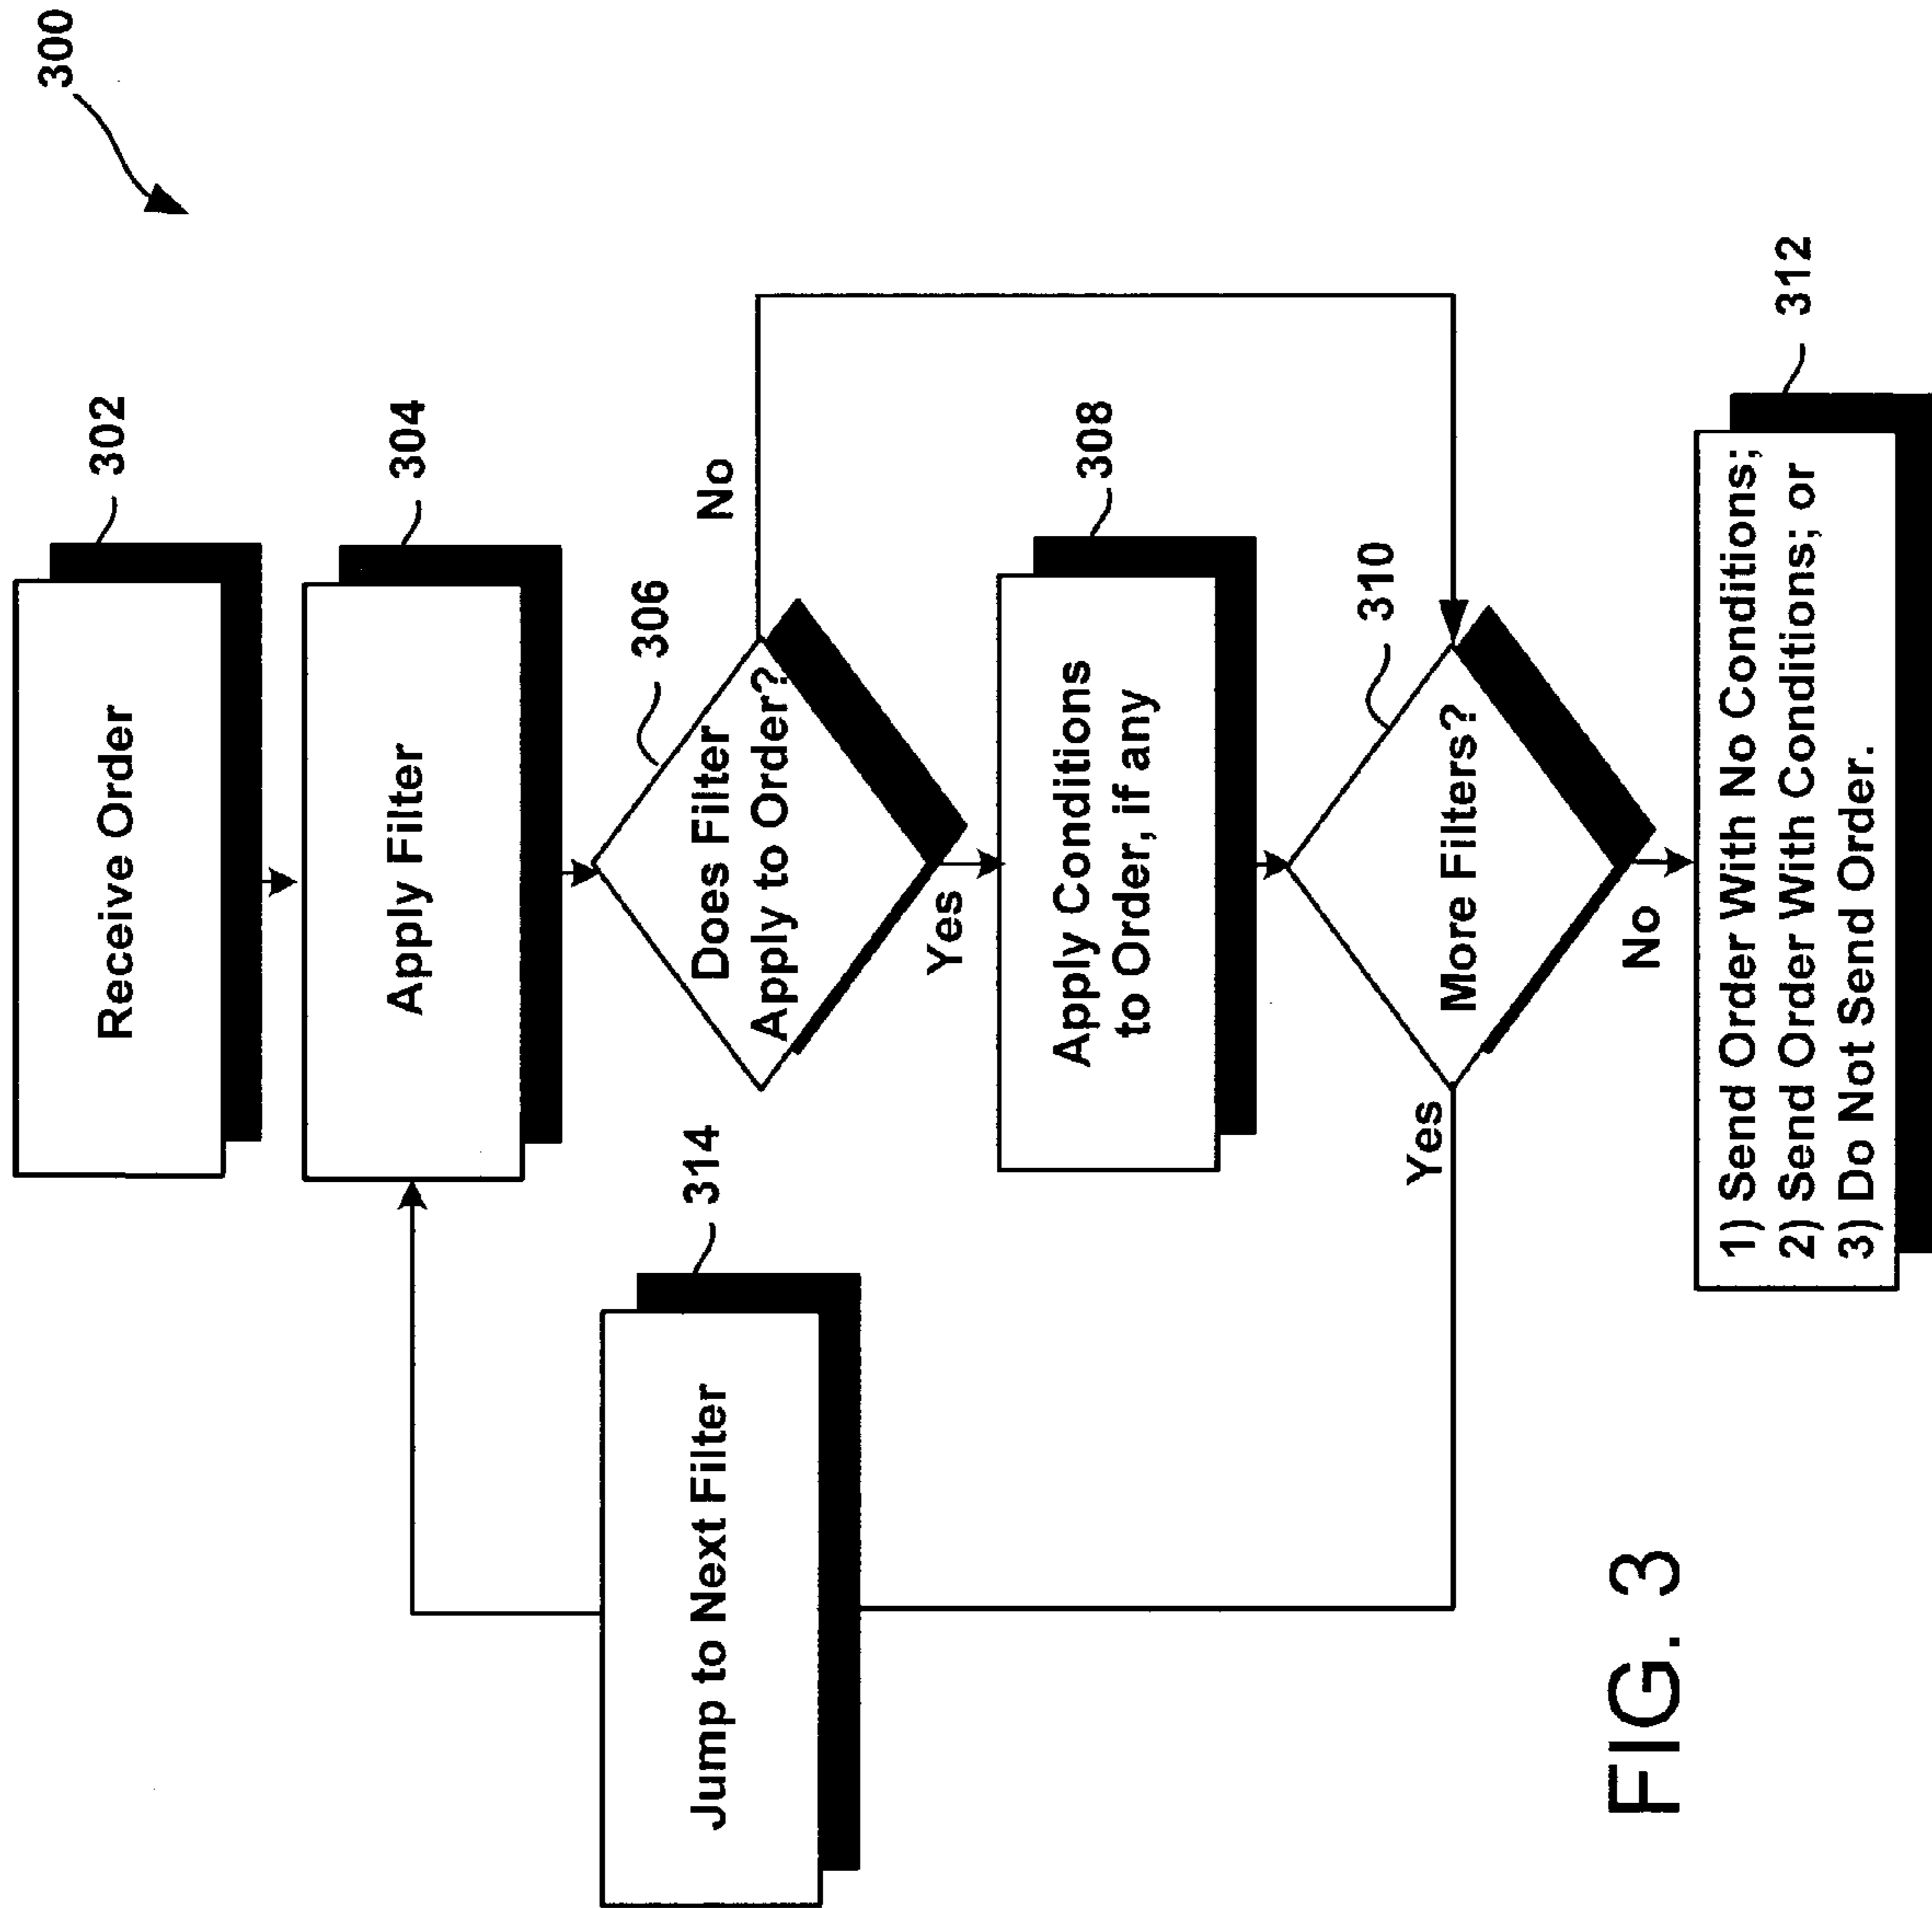 300
Receive Order
302
Apply Filter
304
Does Filter
Apply to Order?
306
No
Yes
Apply Conditions
to Order, if any
308
More Filters?
310
Yes
No
Jump to Next Filter
314
1) Send Order With No Conditions;
2) Send Order With Conditions; or
3) Do Not Send Order.
312
FIG. 3